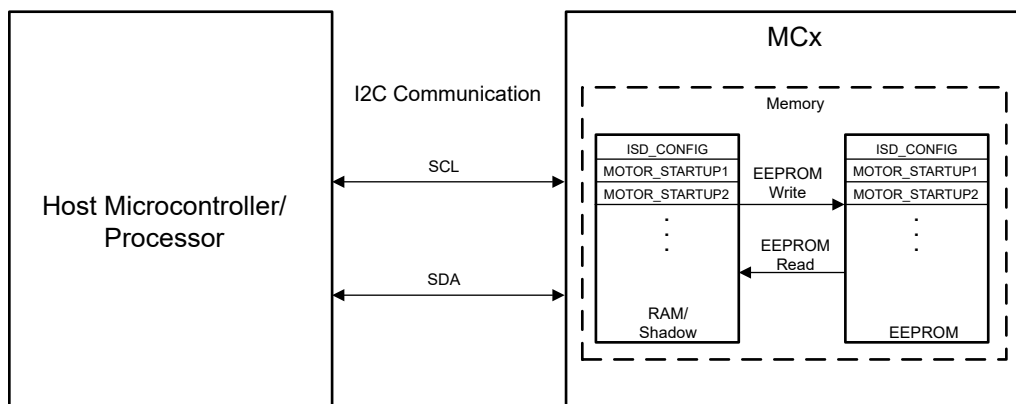 MCx
I2C Communication
Memory
ISD_CONFIG
MOTOR_STARTUP1
MOTOR_STARTUP2
.
.
.
RAM/
Shadow
EEPROM
Write
EEPROM
Read
ISD_CONFIG
MOTOR_STARTUP1
MOTOR_STARTUP2
.
.
.
EEPROM
SCL
SDA
Host Microcontroller/
Processor